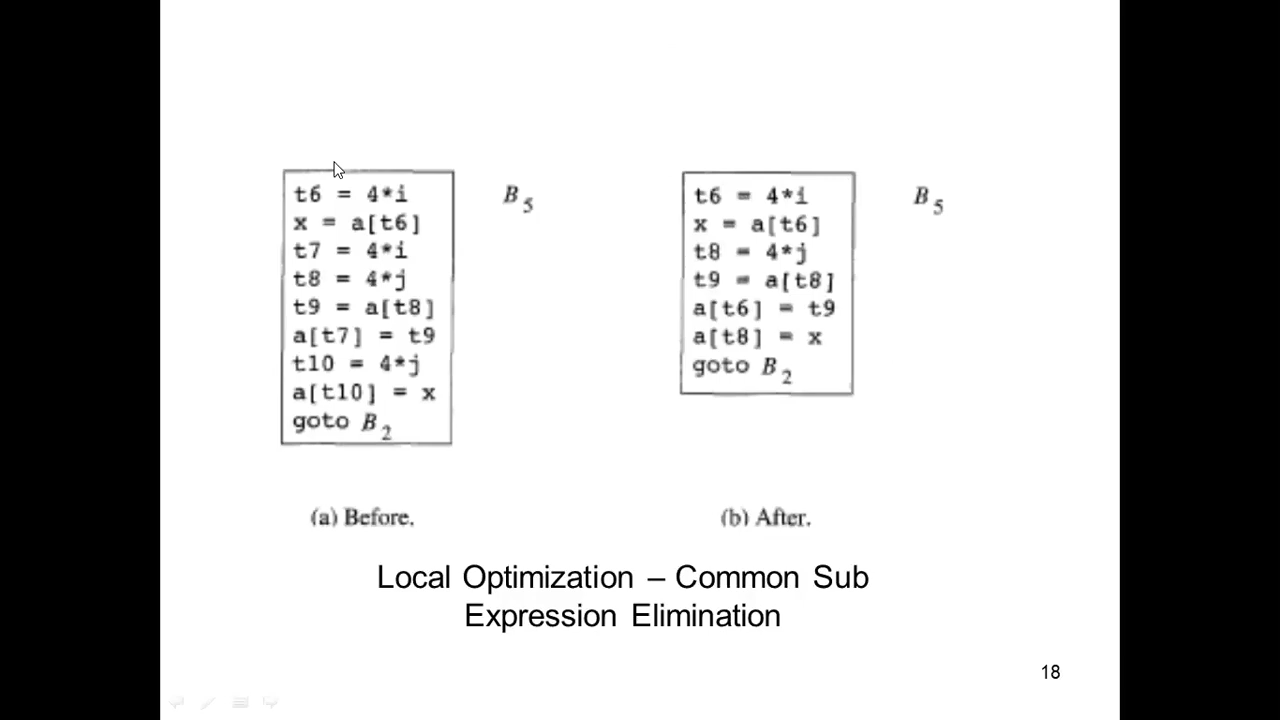 t6 = 4*i
x = a[t6]
t7 = 4*i
t8 = 4*j
t9 = a[t8]
a[t7] = t9
t10 = 4*j
a[t10] = x
goto B2
B5
(a) Before.
t6 = 4*i
x = a[t6]
t8 = 4*j
t9 = a[t8]
a[t6] = t9
a[t8] = x
goto B2
B5
(b) After.
Local Optimization – Common Sub
Expression Elimination
18